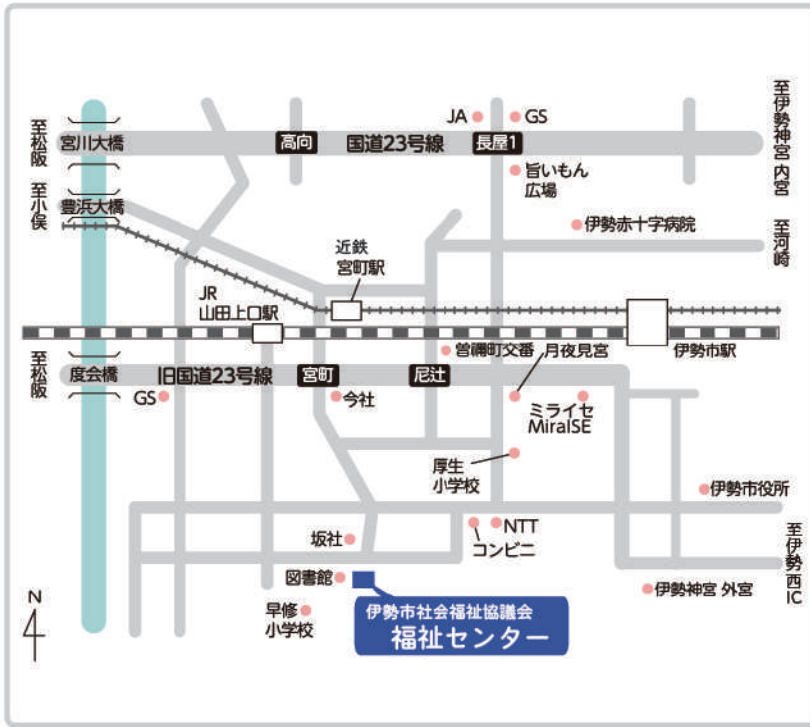 JA
GS
至松阪
宮川大橋
高向
国道23号線
長屋1
至伊勢神宮 内宮
旨いもん
広場
至小俣
豊浜大橋
伊勢赤十字病院
至河崎
近鉄
宮町駅
JR
山田上口駅
曽禰町交番
月夜見宮
伊勢市駅
至松阪
度会橋
旧国道23号線
宮町
尼辻
GS
今社
ミライセ
MiraISE
厚生
小学校
伊勢市役所
NTT
コンビニ
坂社
至伊勢西IC
図書館
伊勢神宮 外宮
N
早修
小学校
伊勢市社会福祉協議会
福祉センター